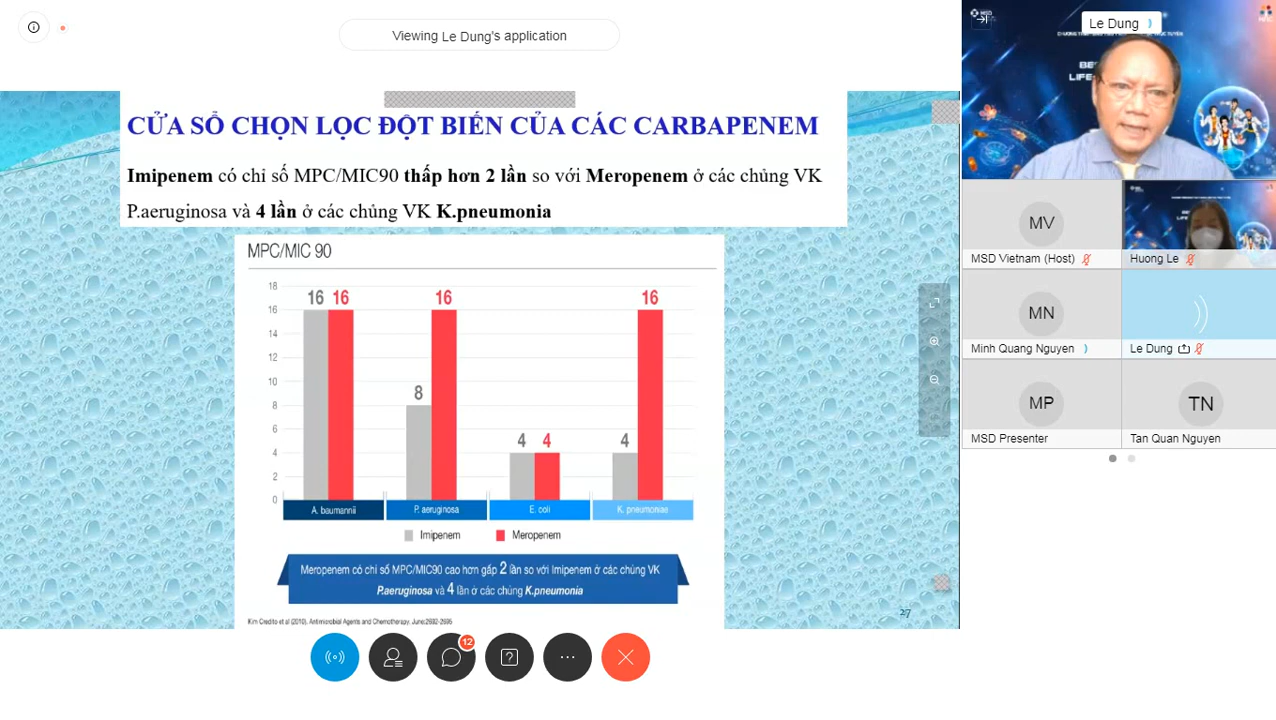 Viewing Le Dung's application
CỬA SỔ CHỌN LỌC ĐỘT BIẾN CỦA CÁC CARBAPENEM
Imipenem có chỉ số MPC/MIC90 thấp hơn 2 lần so với Meropenem ở các chủng VK
P.aeruginosa và 4 lần ở các chủng VK K.pneumonia
MPC/MIC 90
18
16
14
12
10
8
6
4
2
0
16 16
8 16
4 4
4 16
A. baumannii
P. aeruginosa
E. coli
K. pneumoniae
Imipenem
Meropenem
Meropenem có chỉ số MPC/MIC90 cao hơn gấp 2 lần so với Imipenem ở các chủng VK
P.aeruginosa và 4 lần ở các chủng K.pneumonia
Kim Credito et al (2010), Antimicrobial Agents and Chemotherapy. June:2692-2695
27
12
Le Dung
MV
MSD Vietnam (Host)
Huong Le
MN
Minh Quang Nguyen
Le Dung
MP
MSD Presenter
TN
Tan Quan Nguyen